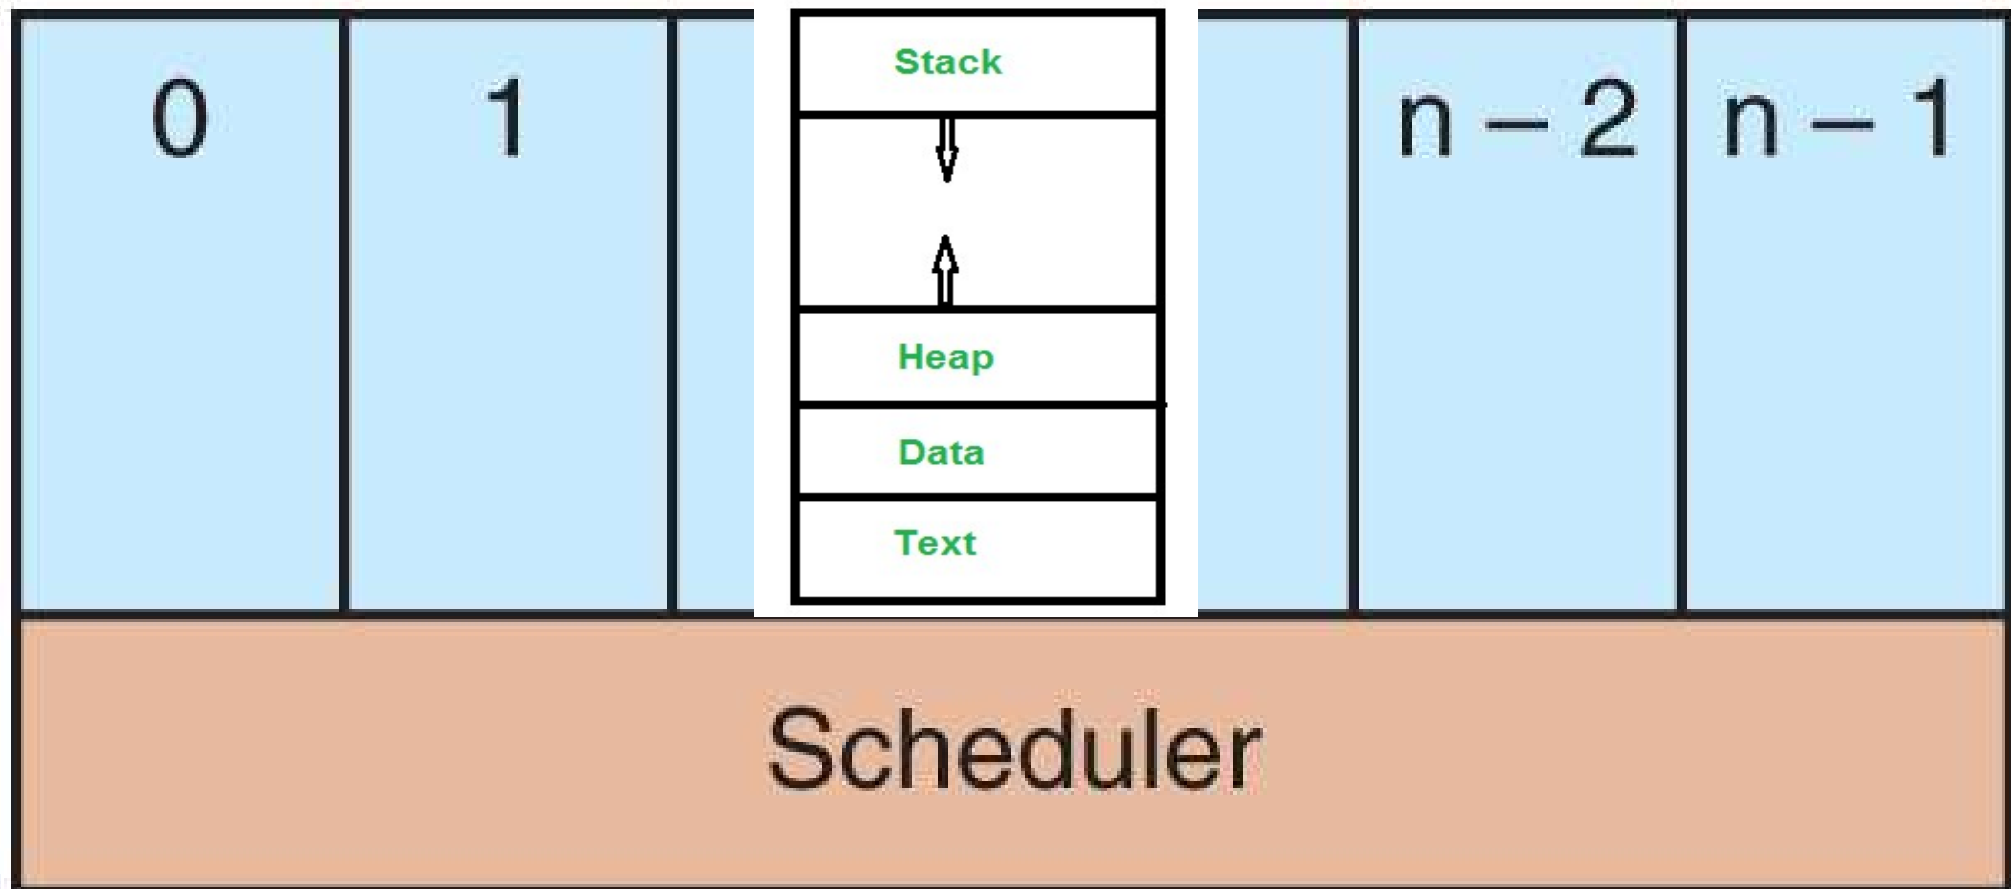 0
1
Stack
Heap
Data
Text
n – 2
n – 1
Scheduler